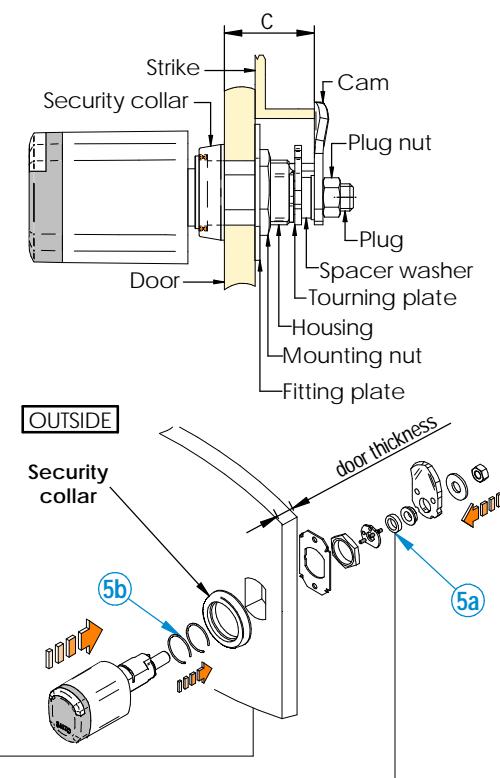 C
Strike
Cam
Security collar
Plug nut
Plug
Spacer washer
Door
Tourning plate
Housing
Mounting nut
Fitting plate
OUTSIDE
door thickness
Security
collar
5b
5a